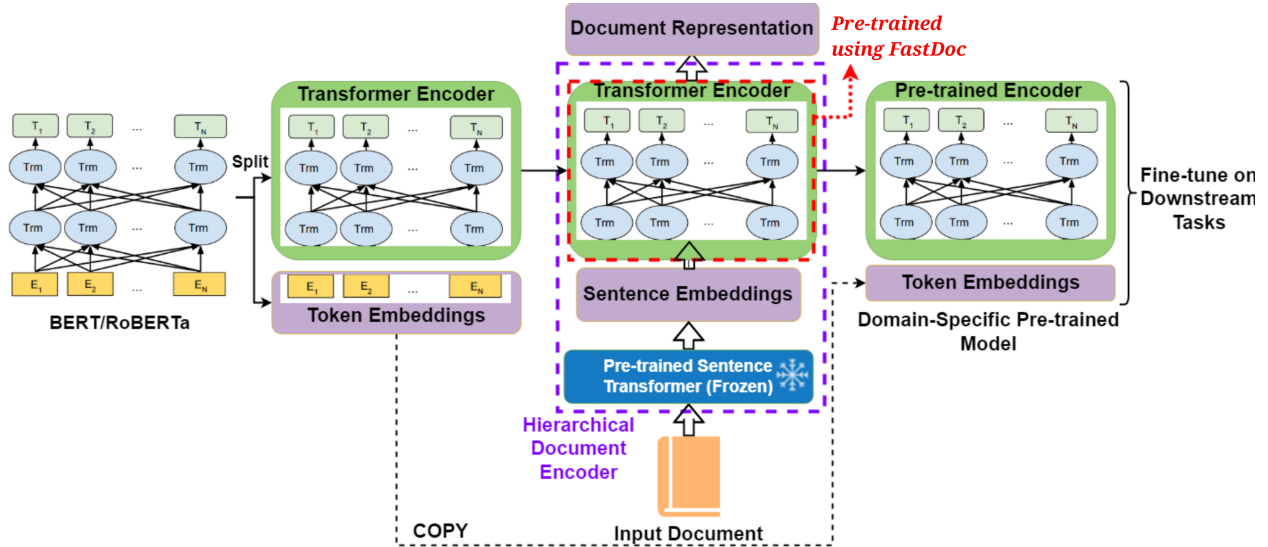 Document Representation
Pre-trained
using FastDoc
Transformer Encoder
Transformer Encoder
Pre-trained Encoder
T1 T2 ... TN
Trm Trm ... Trm
Trm Trm ... Trm
E1 E2 ... EN
BERT/RoBERTa
Split
T1 T2 ... TN
Trm Trm ... Trm
Trm Trm ... Trm
E1 E2 ... EN
Token Embeddings
T1 T2 ... TN
Trm Trm ... Trm
Trm Trm ... Trm
Sentence Embeddings
Pre-trained Sentence
Transformer (Frozen)
Hierarchical
Document
Encoder
Input Document
COPY
T1 T2 ... TN
Trm Trm ... Trm
Trm Trm ... Trm
Token Embeddings
Domain-Specific Pre-trained
Model
Fine-tune on
Downstream
Tasks